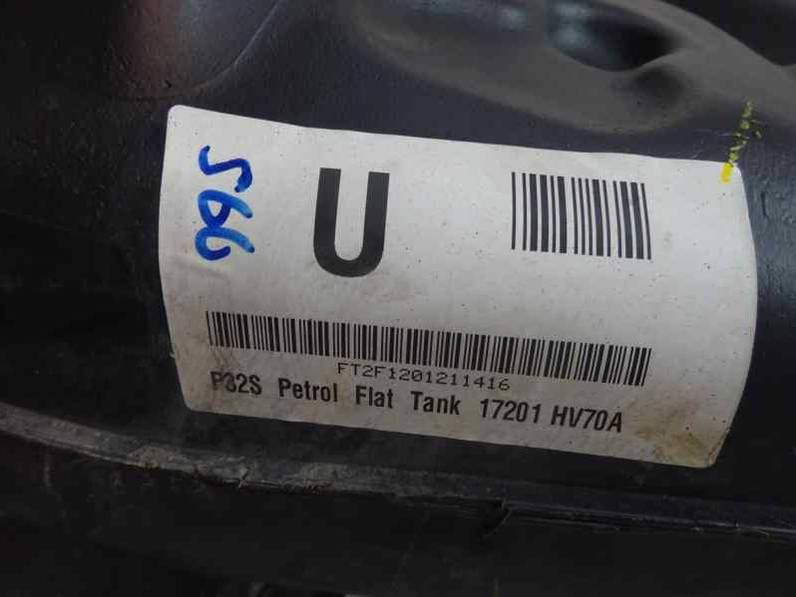 U
FT2F1201211416
P32S Petrol Flat Tank 17201 HV70A